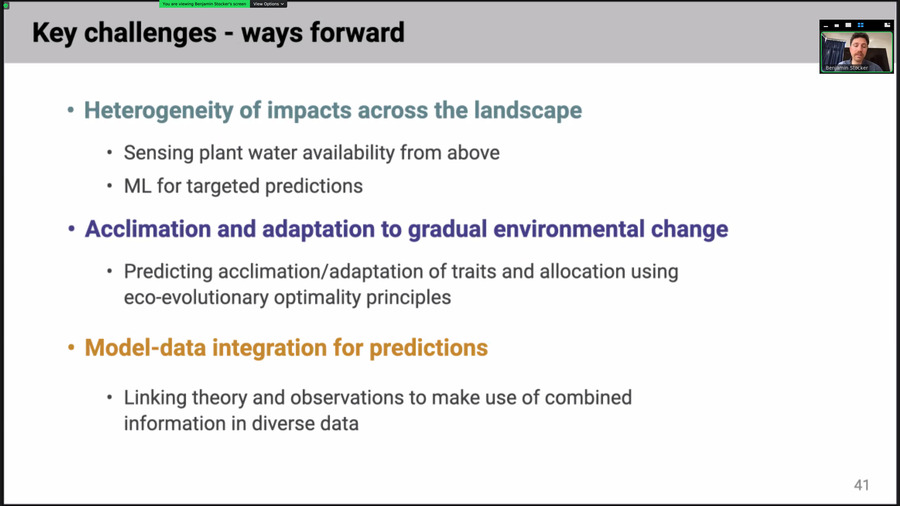 You are viewing Benjamin Stocker's screen View Options
Key challenges - ways forward
Benjamin Stocker
• Heterogeneity of impacts across the landscape
• Sensing plant water availability from above
• ML for targeted predictions
• Acclimation and adaptation to gradual environmental change
• Predicting acclimation/adaptation of traits and allocation using
eco-evolutionary optimality principles
• Model-data integration for predictions
• Linking theory and observations to make use of combined
information in diverse data
41